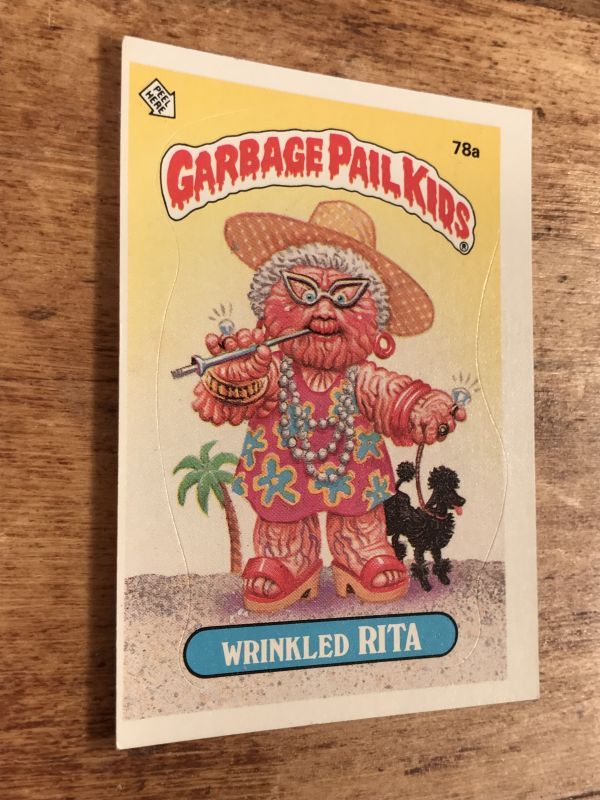 PEEL HERE
78a
GARBAGE PAIL KIDS
®
WRINKLED RITA